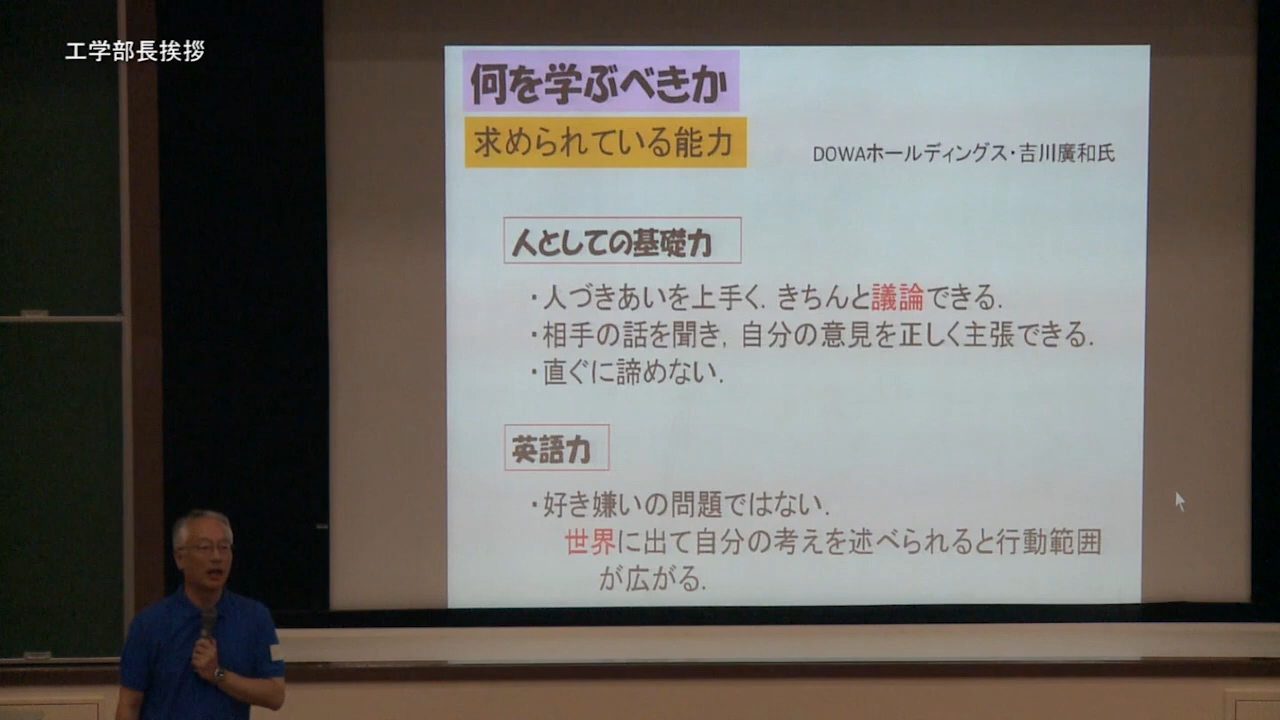 工学部長挨拶
何を学ぶべきか
求められている能力
DOWAホールディングス・吉川廣和氏
人としての基礎力
・人づきあいを上手く．きちんと議論できる．
・相手の話を聞き，自分の意見を正しく主張できる．
・直ぐに諦めない．
英語力
・好き嫌いの問題ではない．
世界に出て自分の考えを述べられると行動範囲
が広がる．